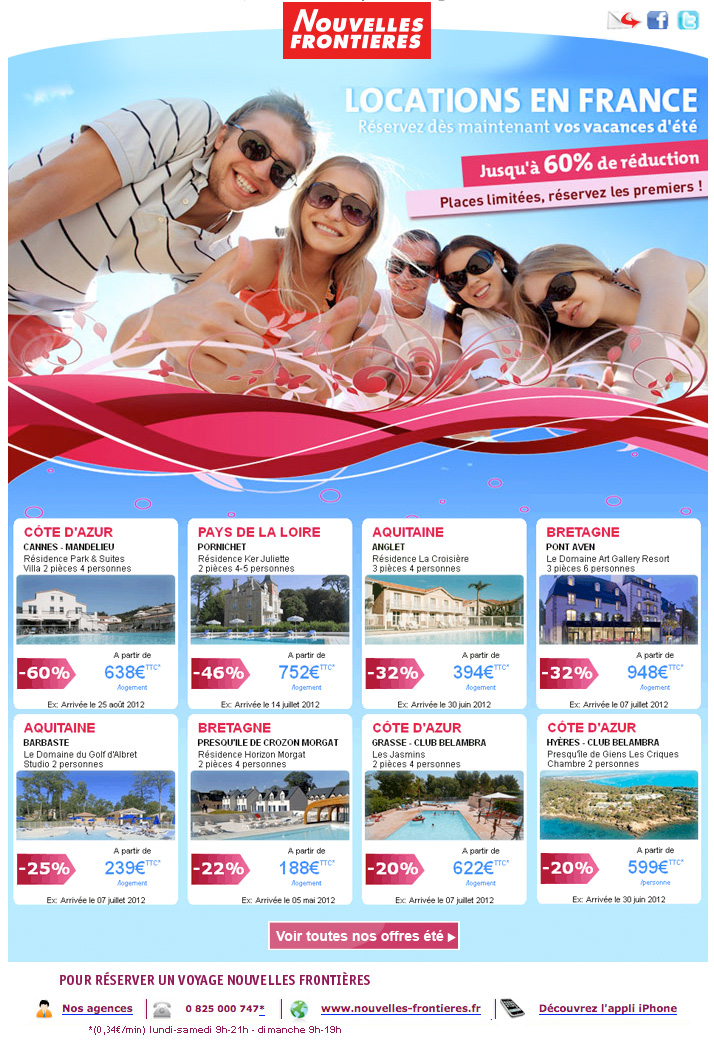 NOUVELLES
FRONTIERES
LOCATIONS EN FRANCE
Réservez dès maintenant vos vacances d'été
Jusqu'à 60% de réduction
Places limitées, réservez les premiers !
CÔTE D'AZUR
CANNES - MANDELIEU
Résidence Park & Suites
Villa 2 pièces 4 personnes
A partir de
-60% 638€TTC*
/logement
Ex: Arrivée le 25 août 2012
PAYS DE LA LOIRE
PORNICHET
Résidence Ker Juliette
2 pièces 4-5 personnes
A partir de
-46% 752€TTC*
/logement
Ex: Arrivée le 14 juillet 2012
AQUITAINE
ANGLET
Résidence La Croisière
3 pièces 4 personnes
A partir de
-32% 394€TTC*
/logement
Ex: Arrivée le 30 juin 2012
BRETAGNE
PONT AVEN
Le Domaine Art Gallery Resort
3 pièces 6 personnes
A partir de
-32% 948€TTC*
/logement
Ex: Arrivée le 07 juillet 2012
AQUITAINE
BARBASTE
Le Domaine du Golf d'Albret
Studio 2 personnes
A partir de
-25% 239€TTC*
/logement
Ex: Arrivée le 07 juillet 2012
BRETAGNE
PRESQU'ILE DE CROZON MORGAT
Résidence Horizon Morgat
2 pièces 4 personnes
A partir de
-22% 188€TTC*
/logement
Ex: Arrivée le 05 mai 2012
CÔTE D'AZUR
GRASSE - CLUB BELAMBRA
Les Jasmins
2 pièces 4 personnes
A partir de
-20% 622€TTC*
/logement
Ex: Arrivée le 07 juillet 2012
CÔTE D'AZUR
HYÈRES - CLUB BELAMBRA
Presqu'île de Giens Les Criques
Chambre 2 personnes
A partir de
-20% 599€TTC*
/personne
Ex: Arrivée le 30 juin 2012
Voir toutes nos offres été
POUR RÉSERVER UN VOYAGE NOUVELLES FRONTIÈRES
Nos agences 0 825 000 747* www.nouvelles-frontieres.fr Découvrez l'appli iPhone
*(0,34€/min) lundi-samedi 9h-21h - dimanche 9h-19h